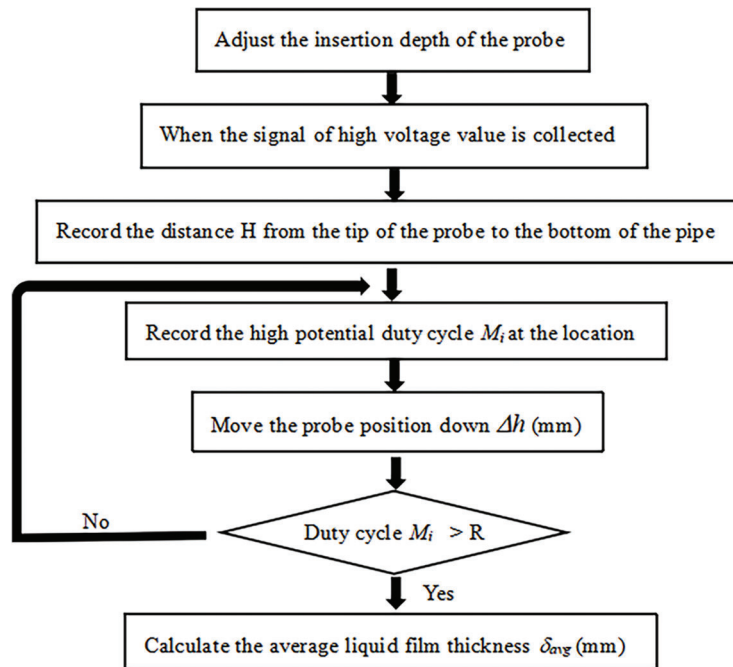 Adjust the insertion depth of the probe
When the signal of high voltage value is collected
Record the distance H from the tip of the probe to the bottom of the pipe
Record the high potential duty cycle Mᵢ at the location
Move the probe position down Δh (mm)
Duty cycle Mᵢ > R
No
Yes
Calculate the average liquid film thickness δavg (mm)